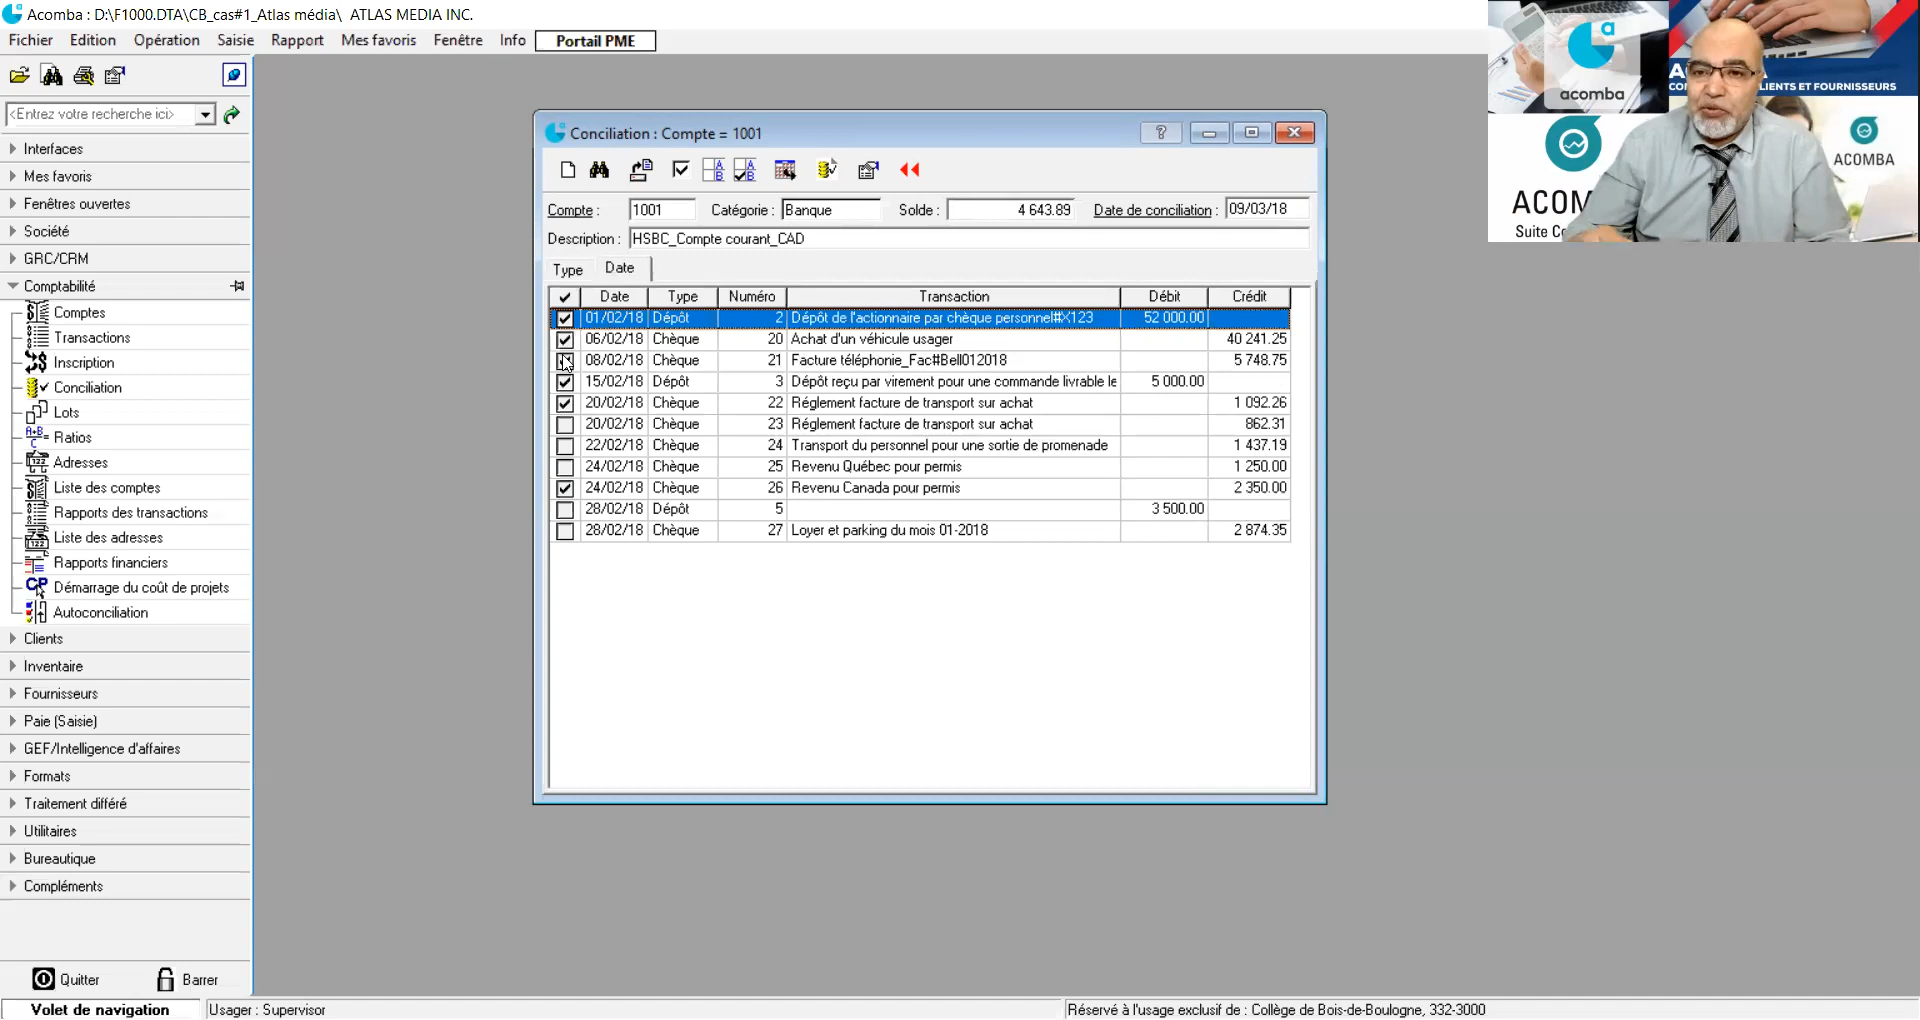 Acomba : D:\F1000.DTA\CB_cas#1_Atlas média\ ATLAS MEDIA INC.
Fichier Edition Opération Saisie Rapport Mes favoris Fenêtre Info Portail PME
<Entrez votre recherche ici>
Interfaces
Mes favoris
Fenêtres ouvertes
Société
GRC/CRM
Comptabilité
Comptes
Transactions
Inscription
Conciliation
Lots
Ratios
Adresses
Liste des comptes
Rapports des transactions
Liste des adresses
Rapports financiers
Démarrage du coût de projets
Autoconciliation
Clients
Inventaire
Fournisseurs
Paie (Saisie)
GEF/Intelligence d'affaires
Formats
Traitement différé
Utilitaires
Bureautique
Compléments
Quitter Barrer
Volet de navigation Usager : Supervisor Réservé à l'usage exclusif de : Collège de Bois-de-Boulogne, 332-3000
Conciliation : Compte = 1001
Compte : 1001 Catégorie : Banque Solde : 4 643.89 Date de conciliation : 09/03/18
Description : HSBC_Compte courant_CAD
Type Date
Date Type Numéro Transaction Débit Crédit
01/02/18 Dépôt 2 Dépôt de l'actionnaire par chèque personnel#X123 52 000.00
06/02/18 Chèque 20 Achat d'un véhicule usager 40 241.25
08/02/18 Chèque 21 Facture téléphonie_Fac#Bell012018 5 748.75
15/02/18 Dépôt 3 Dépôt reçu par virement pour une commande livrable le 5 000.00
20/02/18 Chèque 22 Réglement facture de transport sur achat 1 092.26
20/02/18 Chèque 23 Réglement facture de transport sur achat 862.31
22/02/18 Chèque 24 Transport du personnel pour une sortie de promenade 1 437.19
24/02/18 Chèque 25 Revenu Québec pour permis 1 250.00
24/02/18 Chèque 26 Revenu Canada pour permis 2 350.00
28/02/18 Dépôt 5 3 500.00
28/02/18 Chèque 27 Loyer et parking du mois 01-2018 2 874.35
acomba
LIENTS ET FOURNISSEURS
ACOMBA
Suite